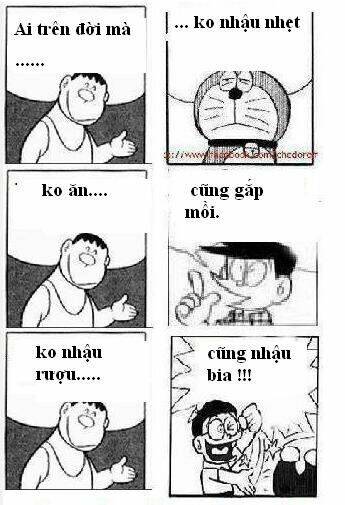 Ai trên đời mà
......
... ko nhậu nhẹt
ko ăn....
cũng gắp
mồi.
ko nhậu
rượu.....
cũng nhậu
bia !!!